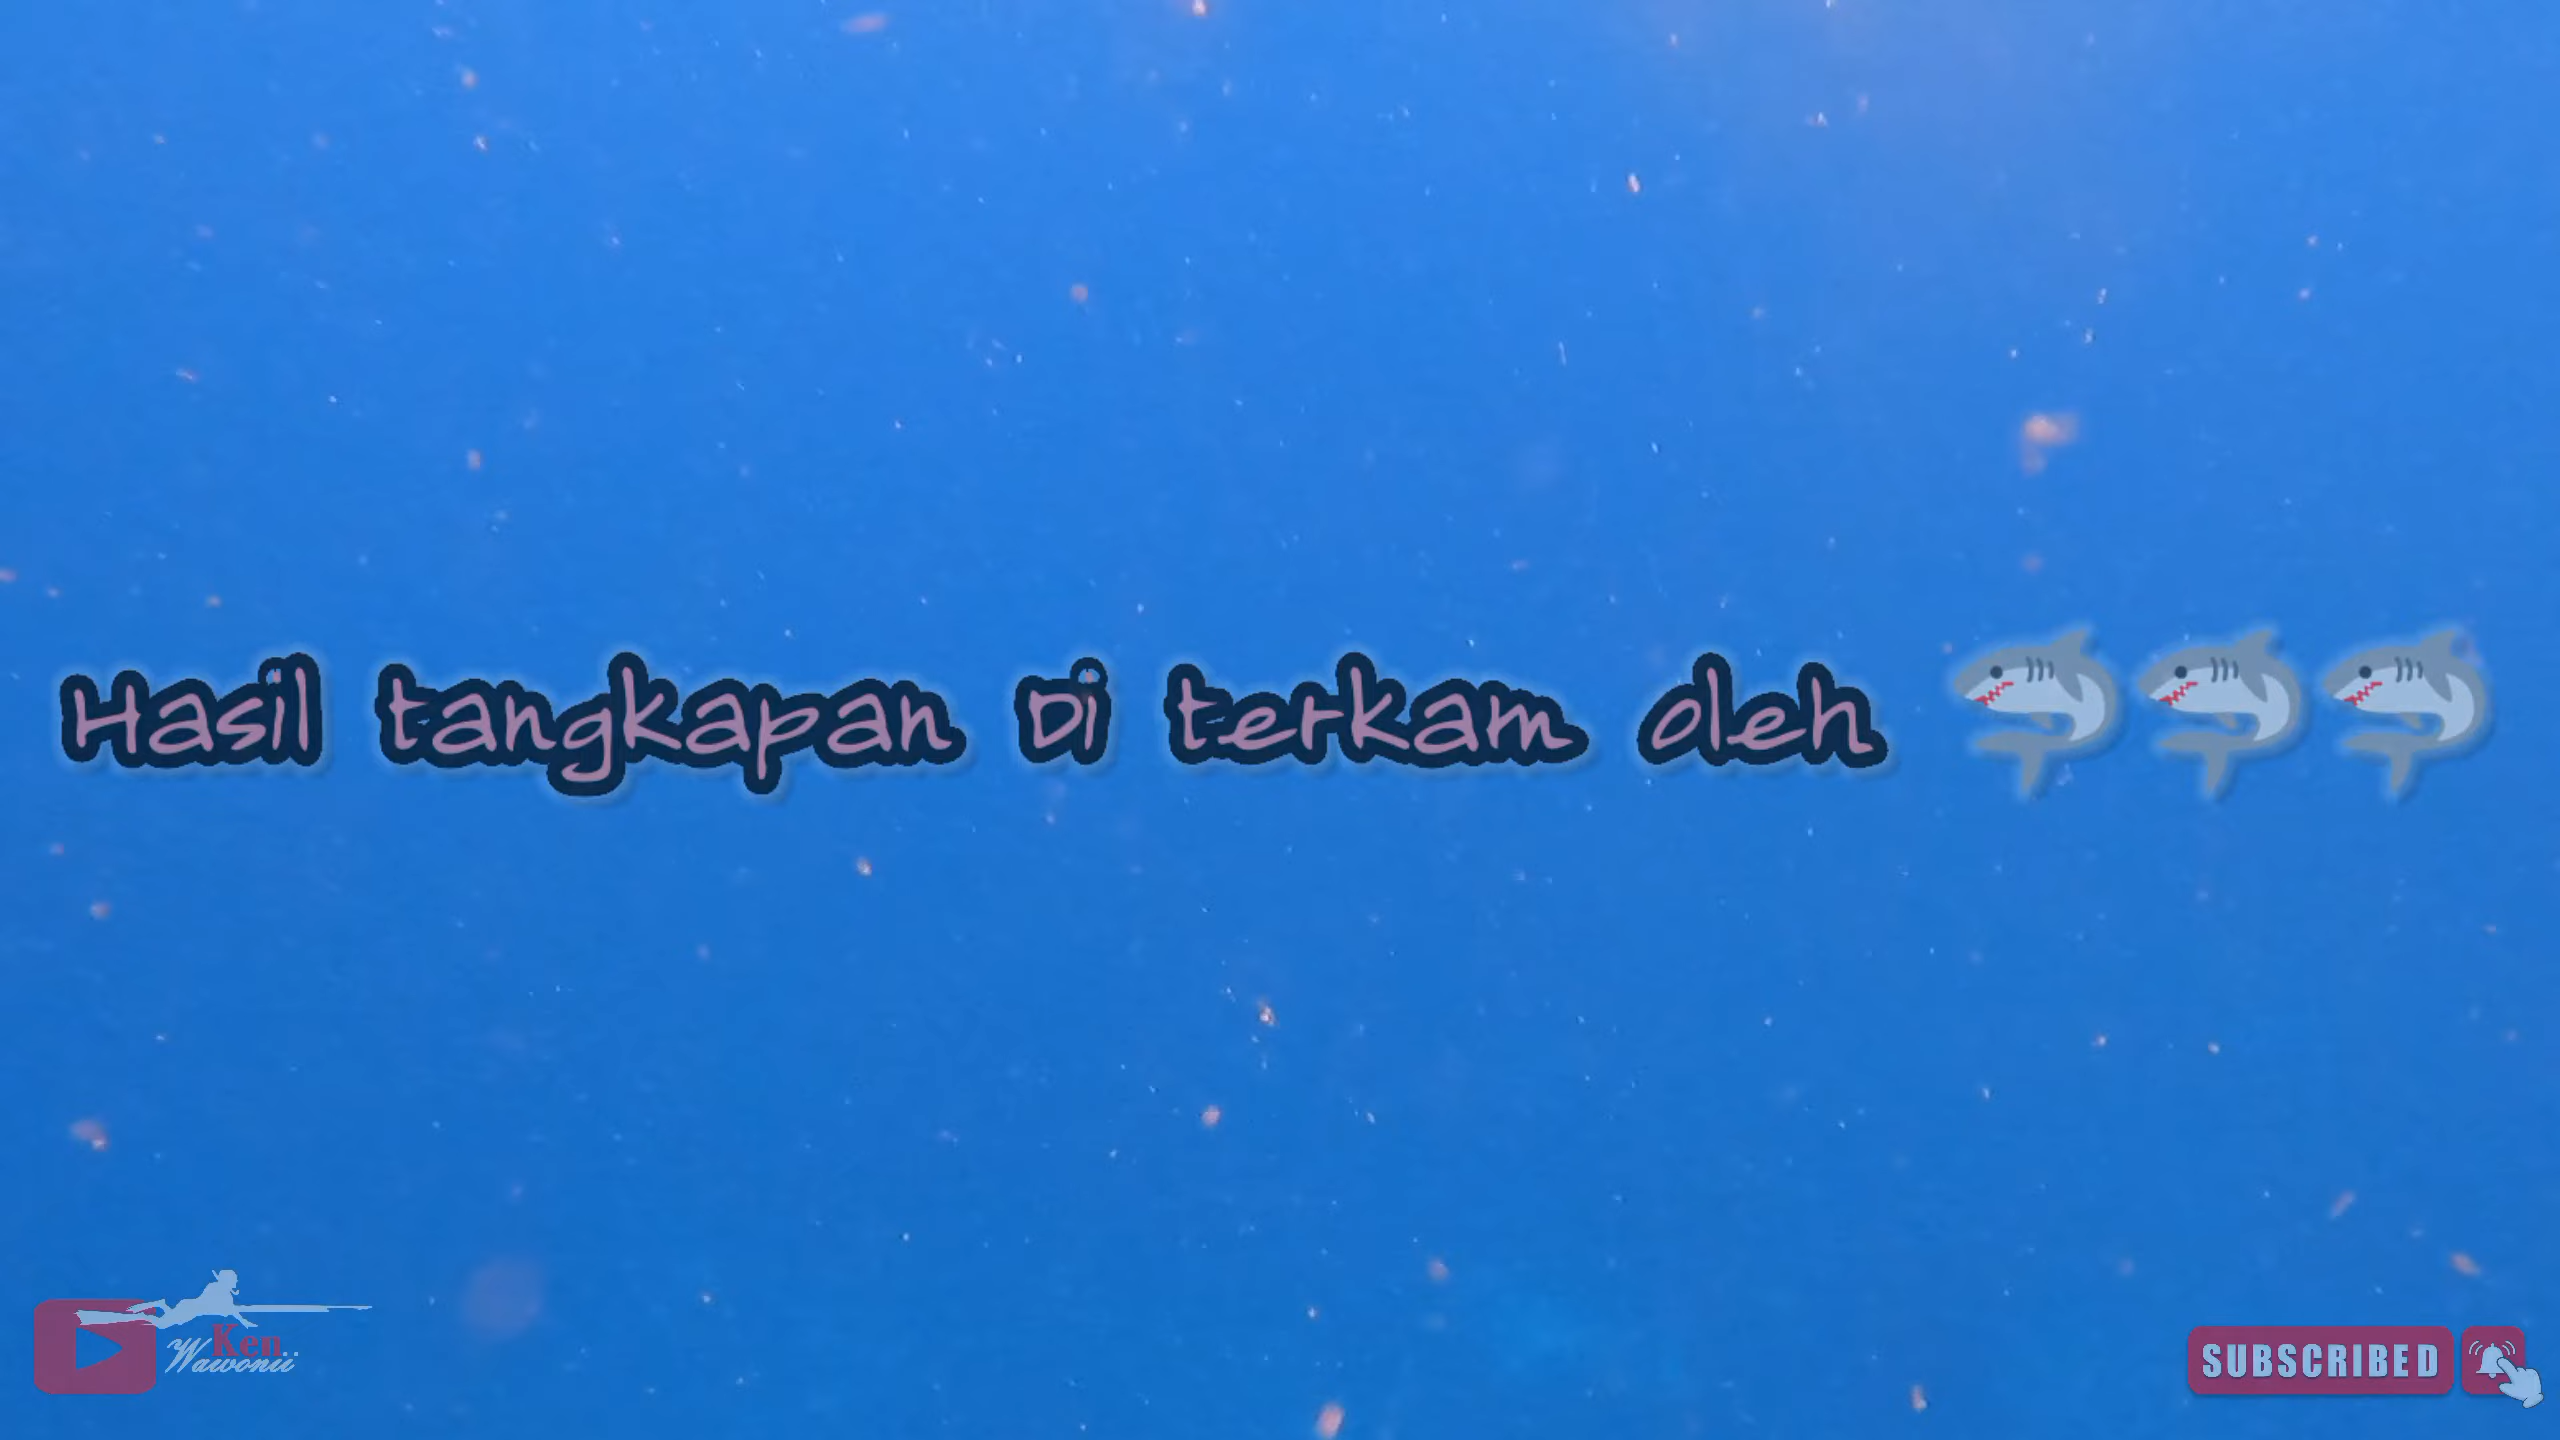 Hasil tangkapan Di terkam oleh 🦈🦈🦈
Ken..
Wawonii
SUBSCRIBED